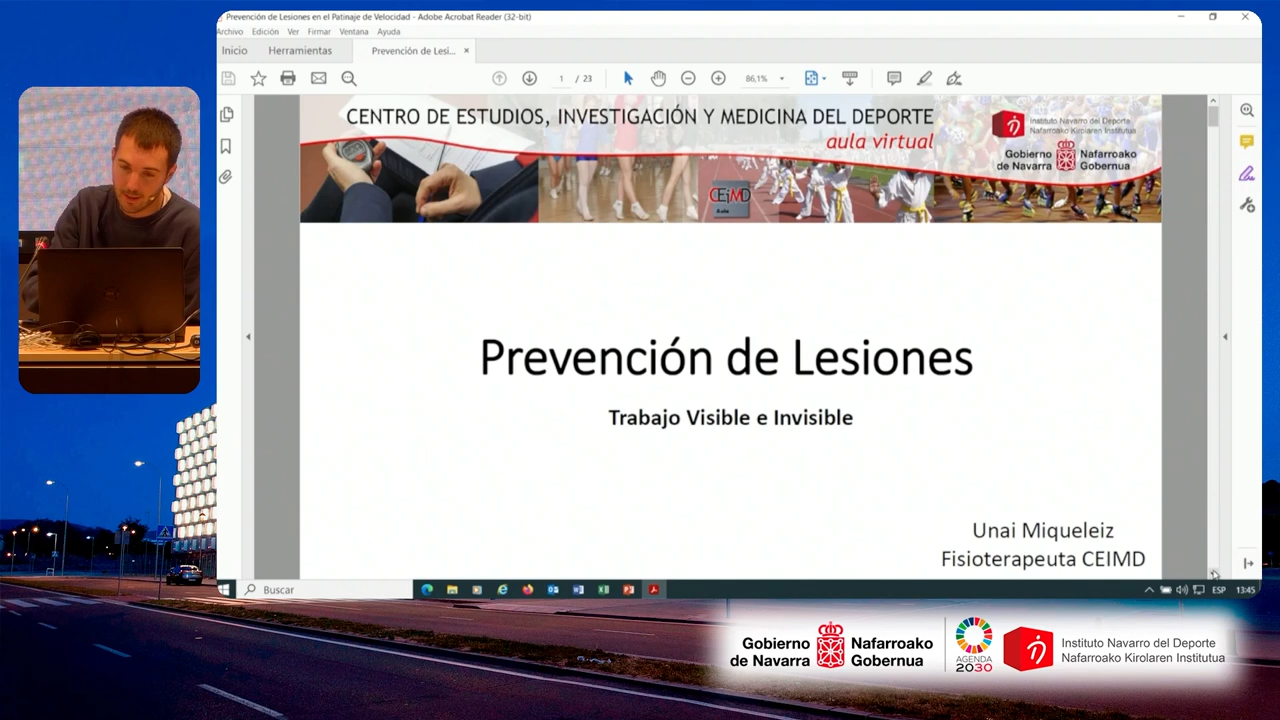 Prevención de Lesiones en el Patinaje de Velocidad - Adobe Acrobat Reader (32-bit)
Archivo Edición Ver Firmar Ventana Ayuda
Inicio Herramientas Prevención de Lesi... ×
1 / 23 86,1%
CENTRO DE ESTUDIOS, INVESTIGACIÓN Y MEDICINA DEL DEPORTE
aula virtual
Instituto Navarro del Deporte
Nafarroako Kirolaren Institutua
Gobierno de Navarra
Nafarroako Gobernua
CEIMD
Aula
Prevención de Lesiones
Trabajo Visible e Invisible
Unai Miqueleiz
Fisioterapeuta CEIMD
Buscar
ESP 13:45
Gobierno de Navarra
Nafarroako Gobernua
AGENDA
2030
Instituto Navarro del Deporte
Nafarroako Kirolaren Institutua